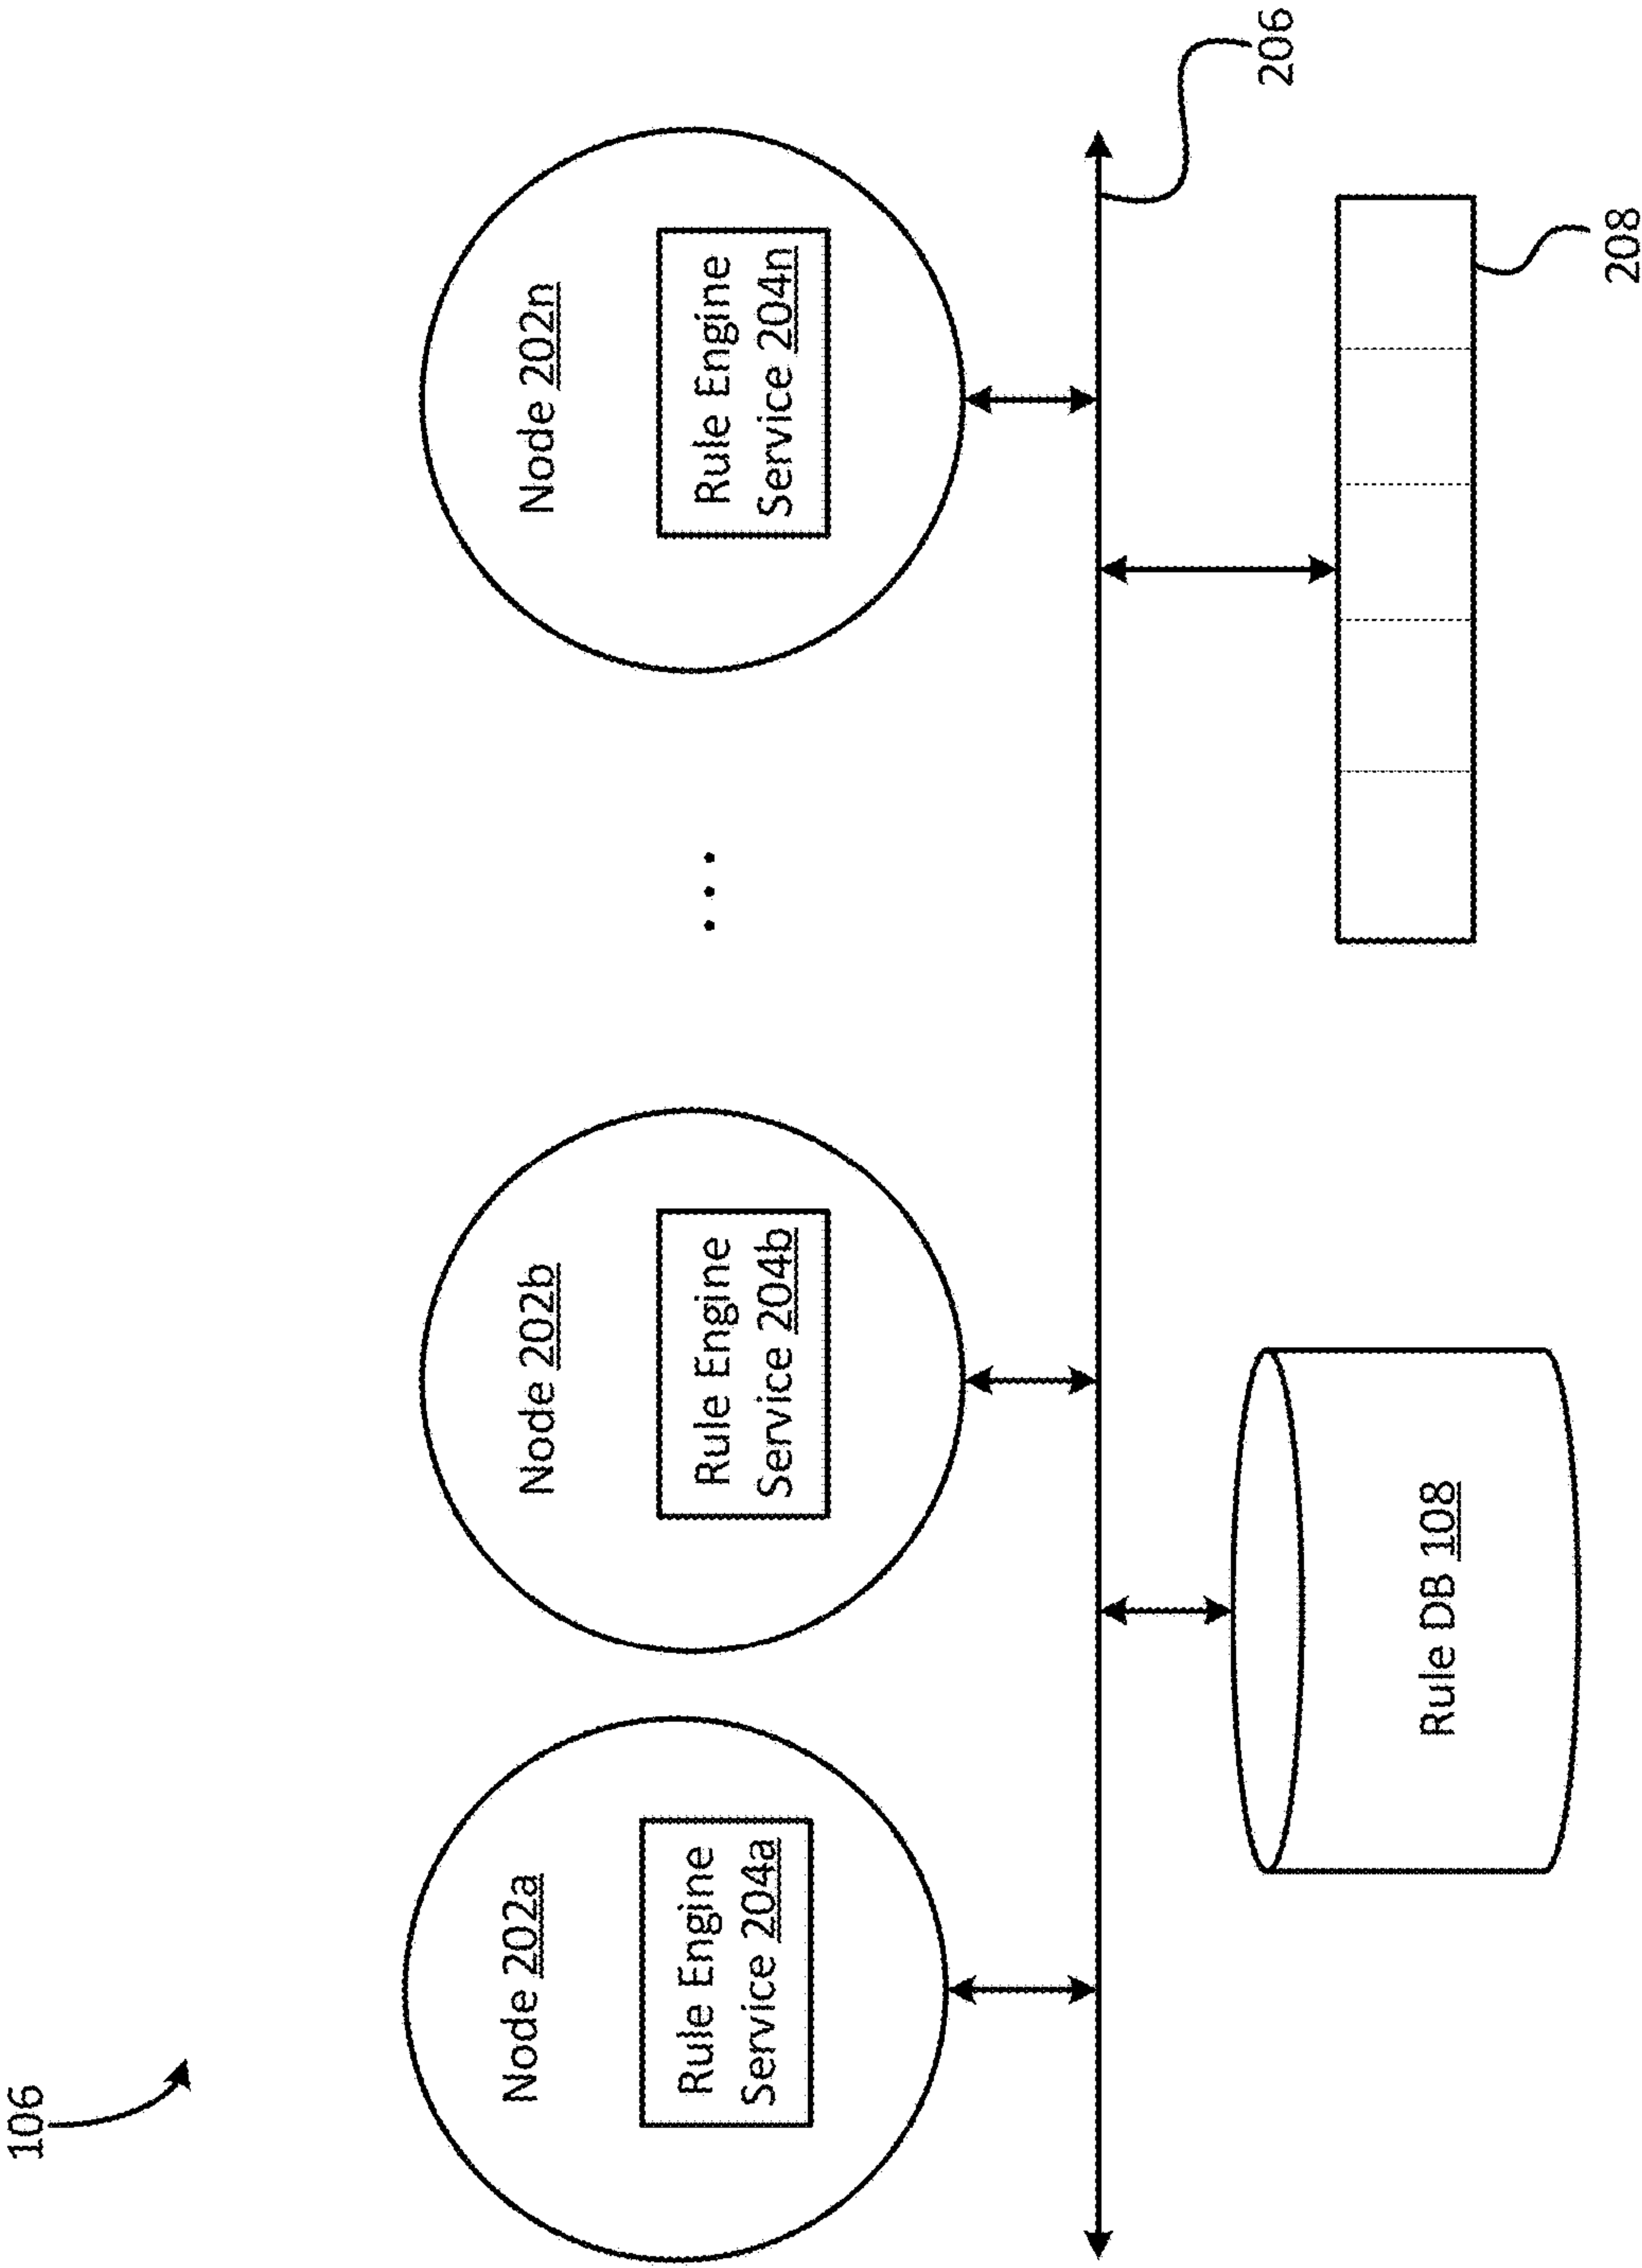 106
Node 202a
Rule Engine
Service 204a
Node 202b
Rule Engine
Service 204b
...
Node 202n
Rule Engine
Service 204n
206
Rule DB 108
208